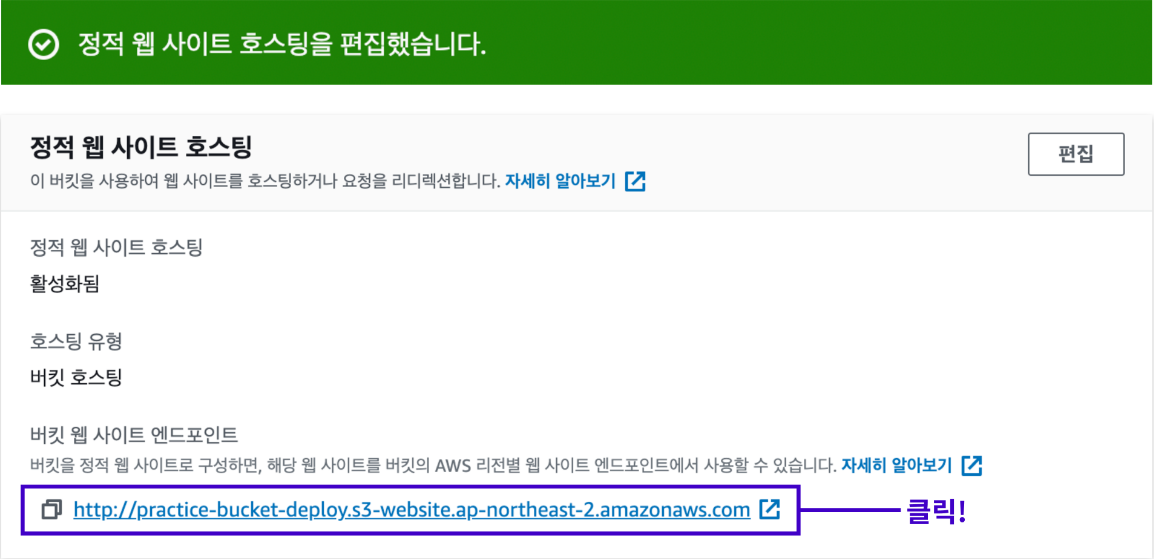 정적 웹 사이트 호스팅을 편집했습니다.
정적 웹 사이트 호스팅
편집
이 버킷을 사용하여 웹 사이트를 호스팅하거나 요청을 리디렉션합니다. 자세히 알아보기
정적 웹 사이트 호스팅
활성화됨
호스팅 유형
버킷 호스팅
버킷 웹 사이트 엔드포인트
버킷을 정적 웹 사이트로 구성하면, 해당 웹 사이트를 버킷의 AWS 리전별 웹 사이트 엔드포인트에서 사용할 수 있습니다. 자세히 알아보기
http://practice-bucket-deploy.s3-website.ap-northeast-2.amazonaws.com
클릭!